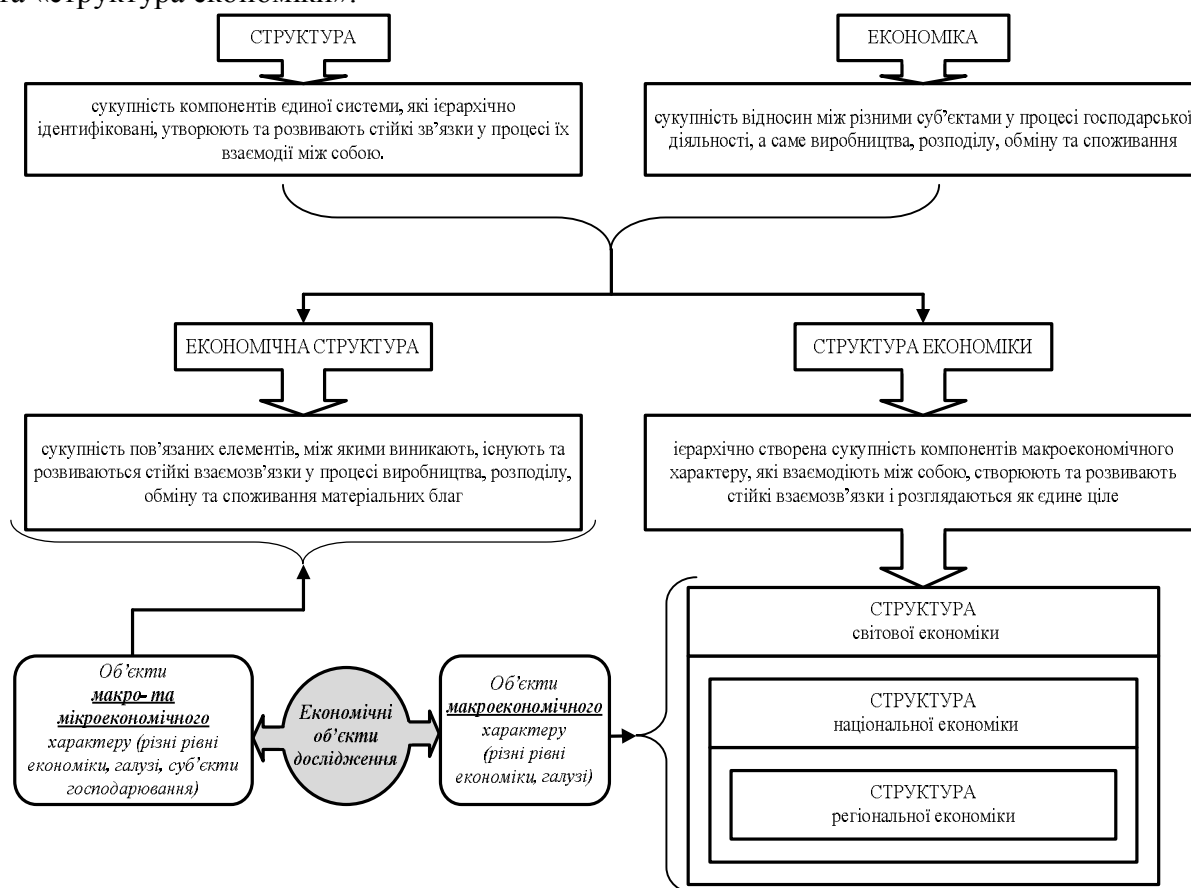 та «структура економіки».
СТРУКТУРА
ЕКОНОМІКА
сукупність компонентів єдиної системи, які ієрархічно
ідентифіковані, утворюють та розвивають стійкі зв’язки у процесі їх
взаємодії між собою.
сукупність відносин між різними суб’єктами у процесі господарської
діяльності, а саме виробництва, розподілу, обміну та споживання
ЕКОНОМІЧНА СТРУКТУРА
СТРУКТУРА ЕКОНОМІКИ
сукупність пов’язаних елементів, між якими виникають, існують та
розвиваються стійкі взаємозв’язки у процесі виробництва, розподілу,
обміну та споживання матеріальних благ
ієрархічно створена сукупність компонентів макроекономічного
характеру, які взаємодіють між собою, створюють та розвивають
стійкі взаємозв’язки і розглядаються як єдине ціле
Об’єкти
макро- та
мікроекономічного
характеру (різні рівні
економіки, галузі, суб’єкти
господарювання)
Економічні
об’єкти
дослідження
Об’єкти
макроекономічного
характеру
(різні рівні
економіки, галузі)
СТРУКТУРА
світової економіки
СТРУКТУРА
національної економіки
СТРУКТУРА
регіональної економіки